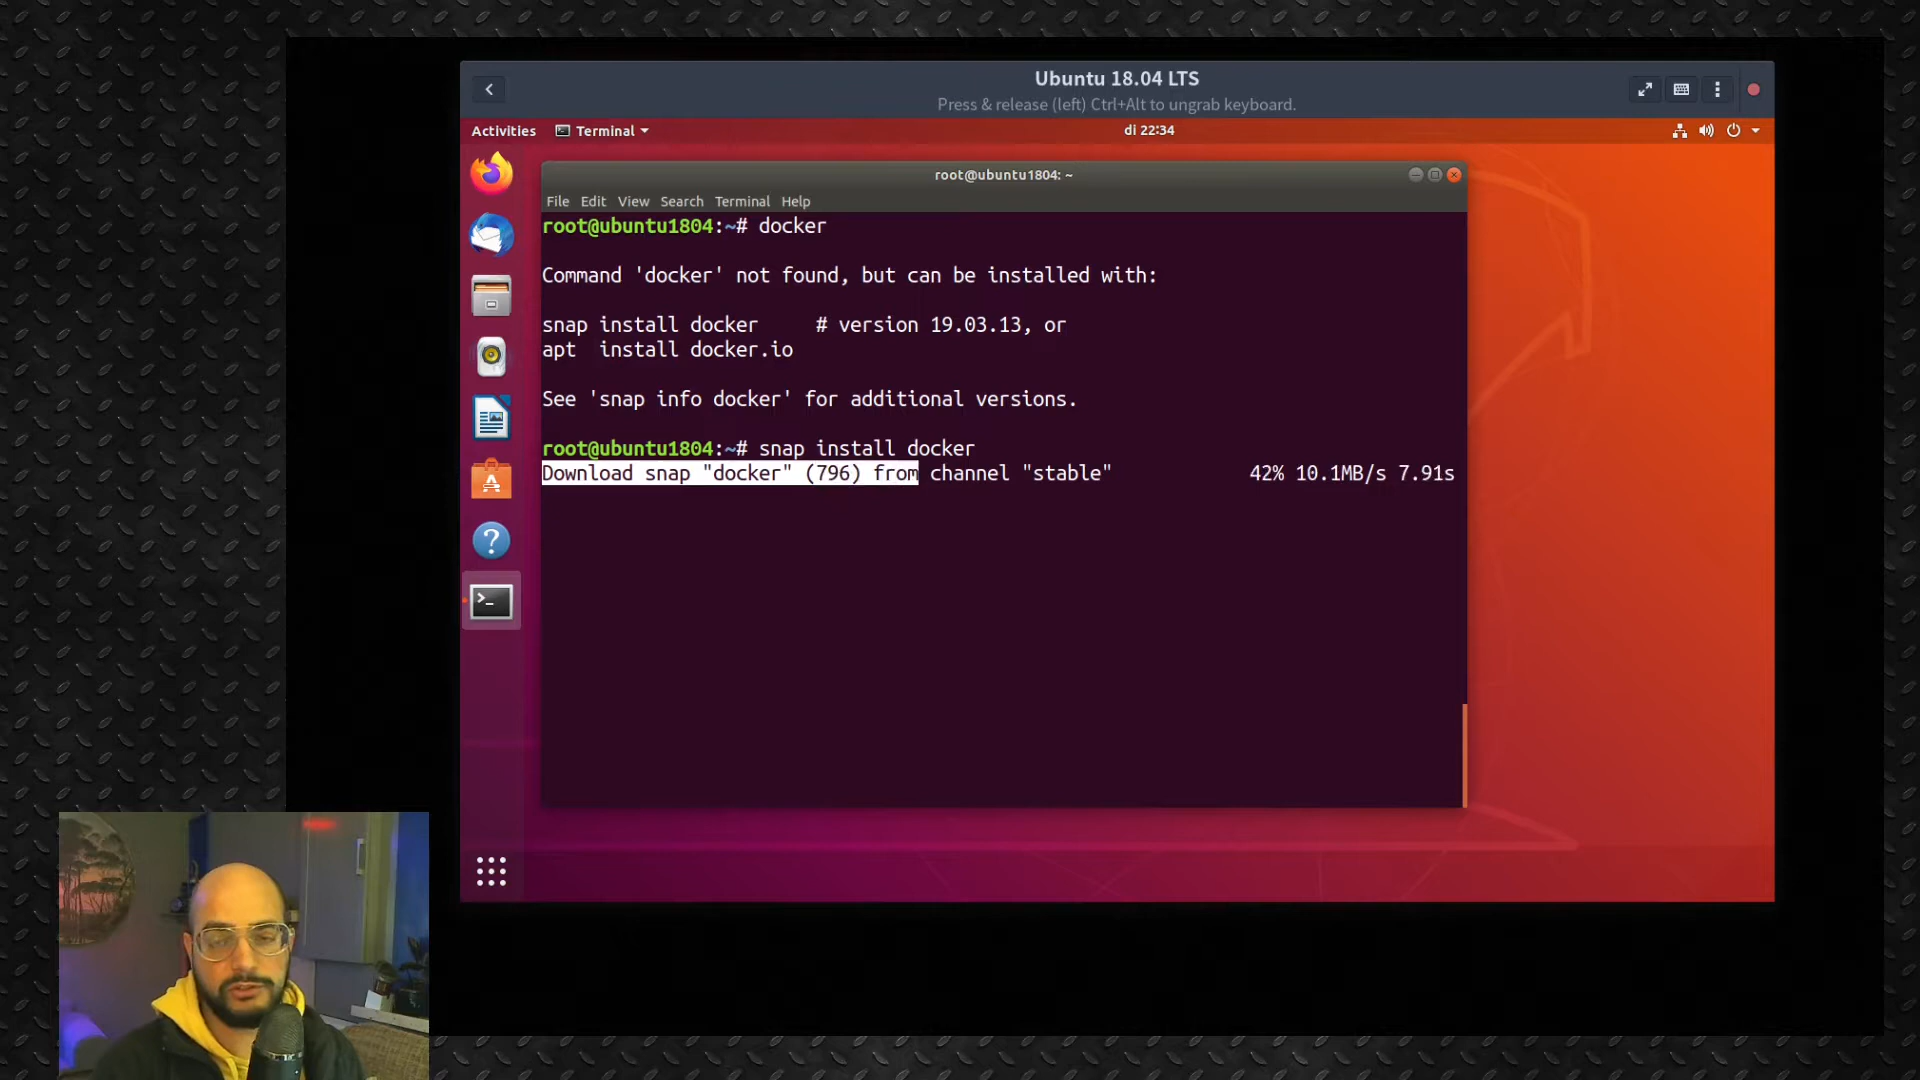 Ubuntu 18.04 LTS
Press & release (left) Ctrl+Alt to ungrab keyboard.
Activities Terminal di 22:34
root@ubuntu1804: ~
File Edit View Search Terminal Help
root@ubuntu1804:~# docker
Command 'docker' not found, but can be installed with:
snap install docker # version 19.03.13, or
apt install docker.io
See 'snap info docker' for additional versions.
root@ubuntu1804:~# snap install docker
Download snap "docker" (796) from channel "stable" 42% 10.1MB/s 7.91s